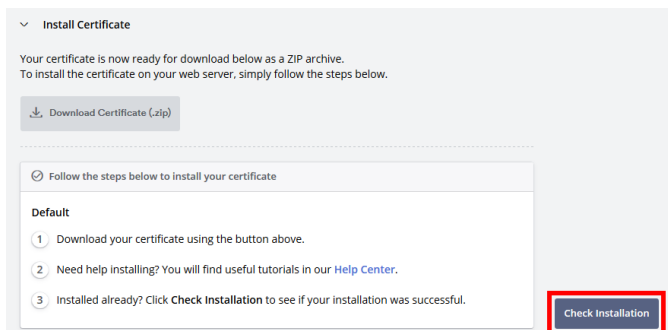 Install Certificate
Your certificate is now ready for download below as a ZIP archive.
To install the certificate on your web server, simply follow the steps below.
Download Certificate (.zip)
Follow the steps below to install your certificate
Default
1 Download your certificate using the button above.
2 Need help installing? You will find useful tutorials in our Help Center.
3 Installed already? Click Check Installation to see if your installation was successful.
Check Installation